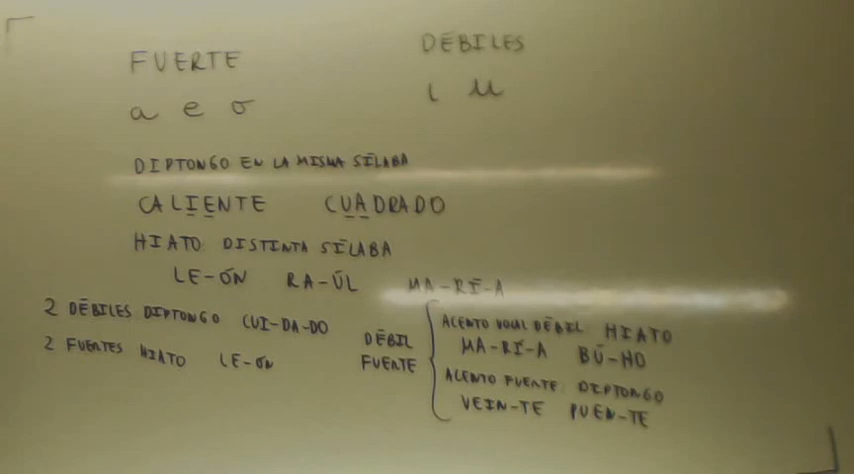 FUERTE DÉBILES
a e o i u
DIPTONGO EN LA MISMA SÍLABA
CALIENTE CUADRADO
HIATO: DISTINTA SÍLABA
LE-ÓN RA-ÚL MA-RÍ-A
2 DÉBILES DIPTONGO CUI-DA-DO
2 FUERTES HIATO LE-ÓN
DÉBIL
FUERTE
ACENTO VOCAL DÉBIL HIATO
MA-RÍ-A BÚ-HO
ACENTO FUERTE: DIPTONGO
VEIN-TE PUEN-TE